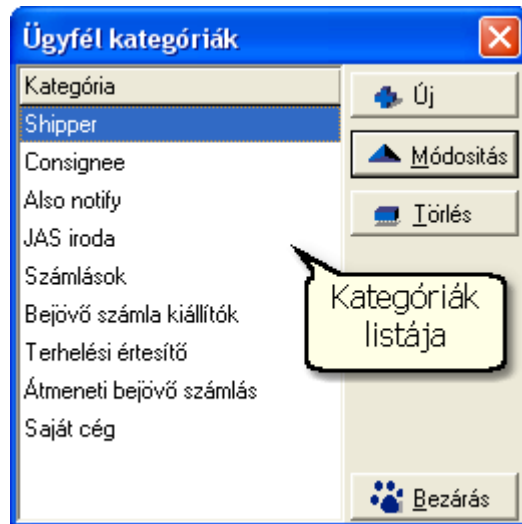 Ügyfél kategóriák
Kategória
Shipper
Consignee
Also notify
JAS iroda
Számlások
Bejövő számla kiállítók
Terhelési értesítő
Átmeneti bejövő számlás
Saját cég
Új
Módositás
Törlés
Kategóriák
listája
Bezárás